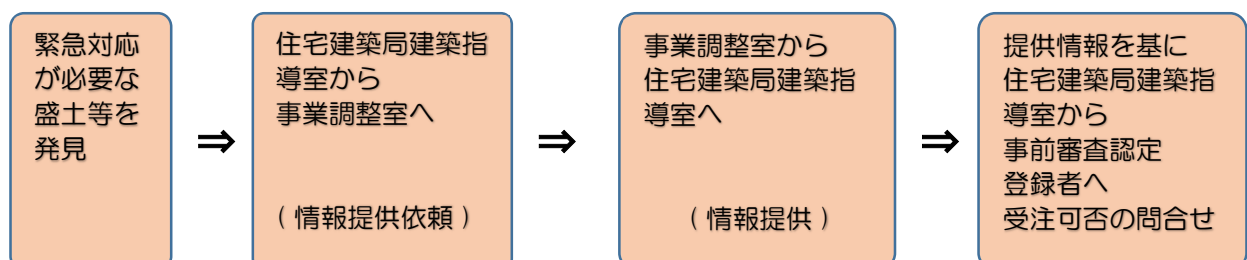 緊急対応
が必要な
盛土等を
発見
⇒
住宅建築局建築指
導室から
事業調整室へ
(情報提供依頼)
⇒
事業調整室から
住宅建築局建築指
導室へ
(情報提供)
⇒
提供情報を基に
住宅建築局建築指
導室から
事前審査認定
登録者へ
受注可否の問合せ